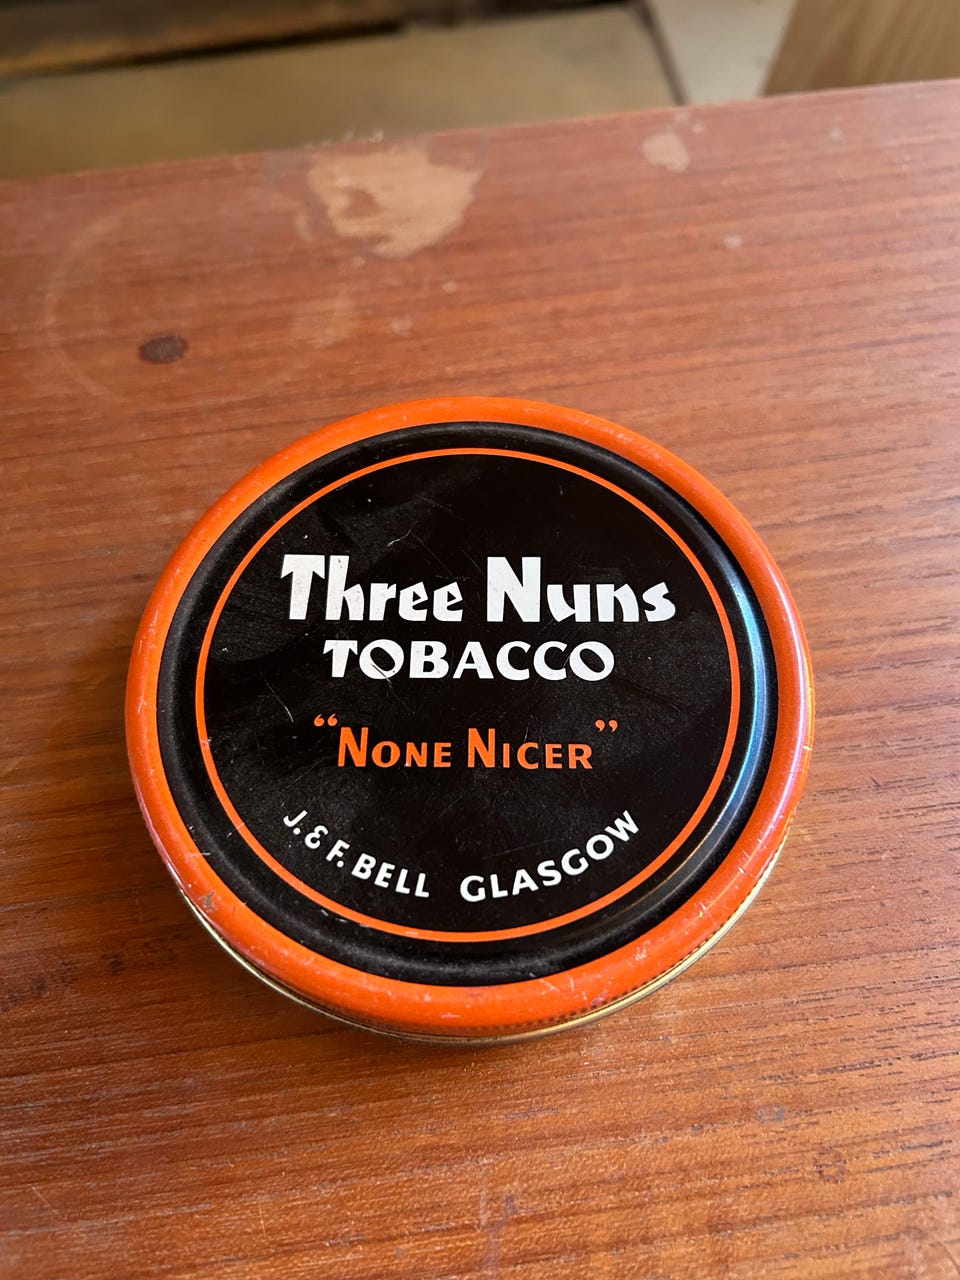 Three Nuns
TOBACCO
“NONE NICER”
J. & F. BELL GLASGOW